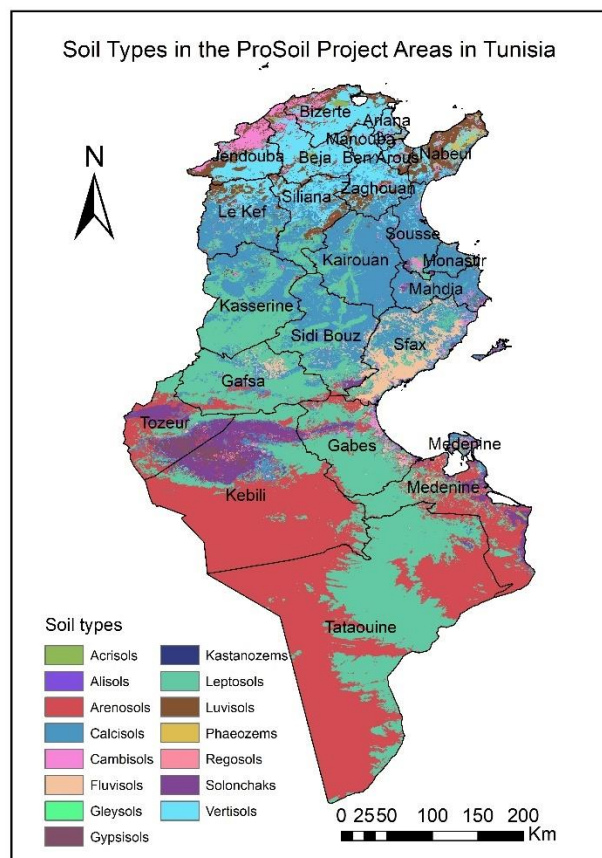 Soil Types in the ProSoil Project Areas in Tunisia
N
Bizerte
Ariana
Manouba
Jendouba
Beja
Ben Arous
Nabeul
Zaghouan
Siliana
Le Kef
Sousse
Kairouan
Monastir
Mahdia
Kasserine
Sidi Bouz
Sfax
Gafsa
Tozeur
Gabes
Medenine
Medenine
Kebili
Tataouine
Soil types
Acrisols
Alisols
Arenosols
Calcisols
Cambisols
Fluvisols
Gleysols
Gypsisols
Kastanozems
Leptosols
Luvisols
Phaeozems
Regosols
Solonchaks
Vertisols
0 25 50 100 150 200
Km